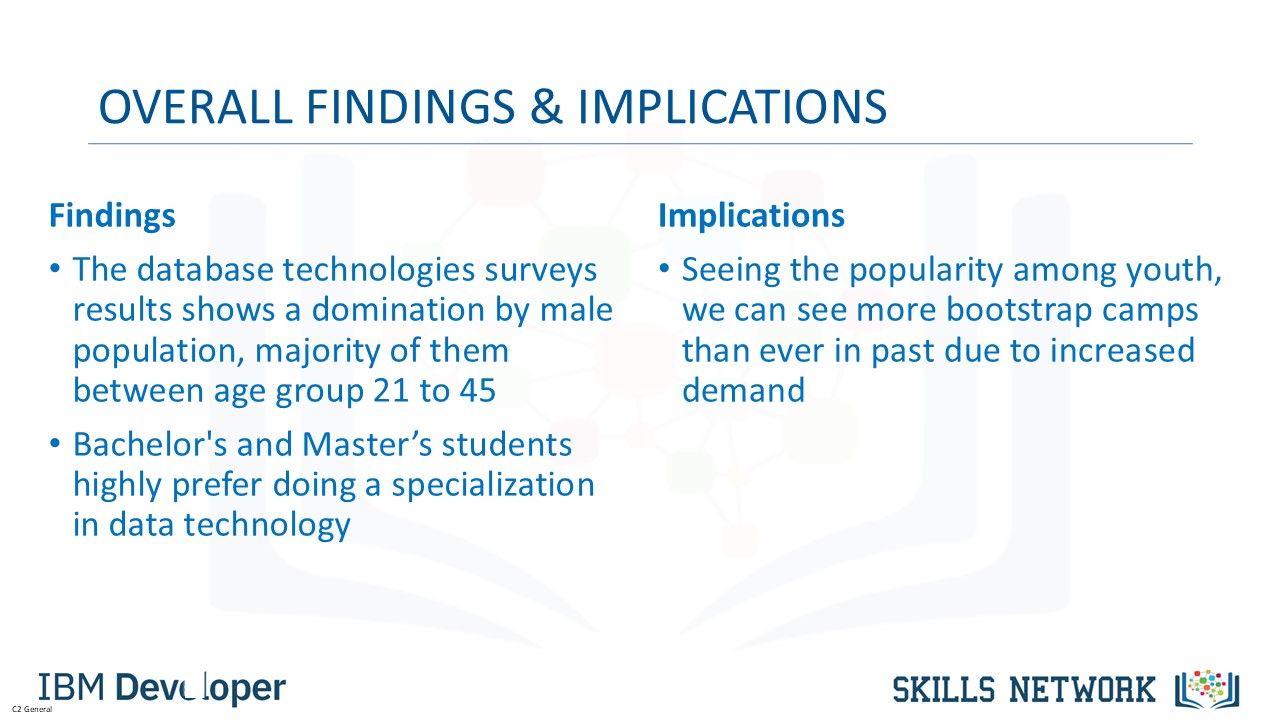 OVERALL FINDINGS & IMPLICATIONS
Findings
• The database technologies surveys
results shows a domination by male
population, majority of them
between age group 21 to 45
• Bachelor's and Master’s students
highly prefer doing a specialization
in data technology
Implications
• Seeing the popularity among youth,
we can see more bootstrap camps
than ever in past due to increased
demand
IBM Developer
SKILLS NETWORK
C2 General